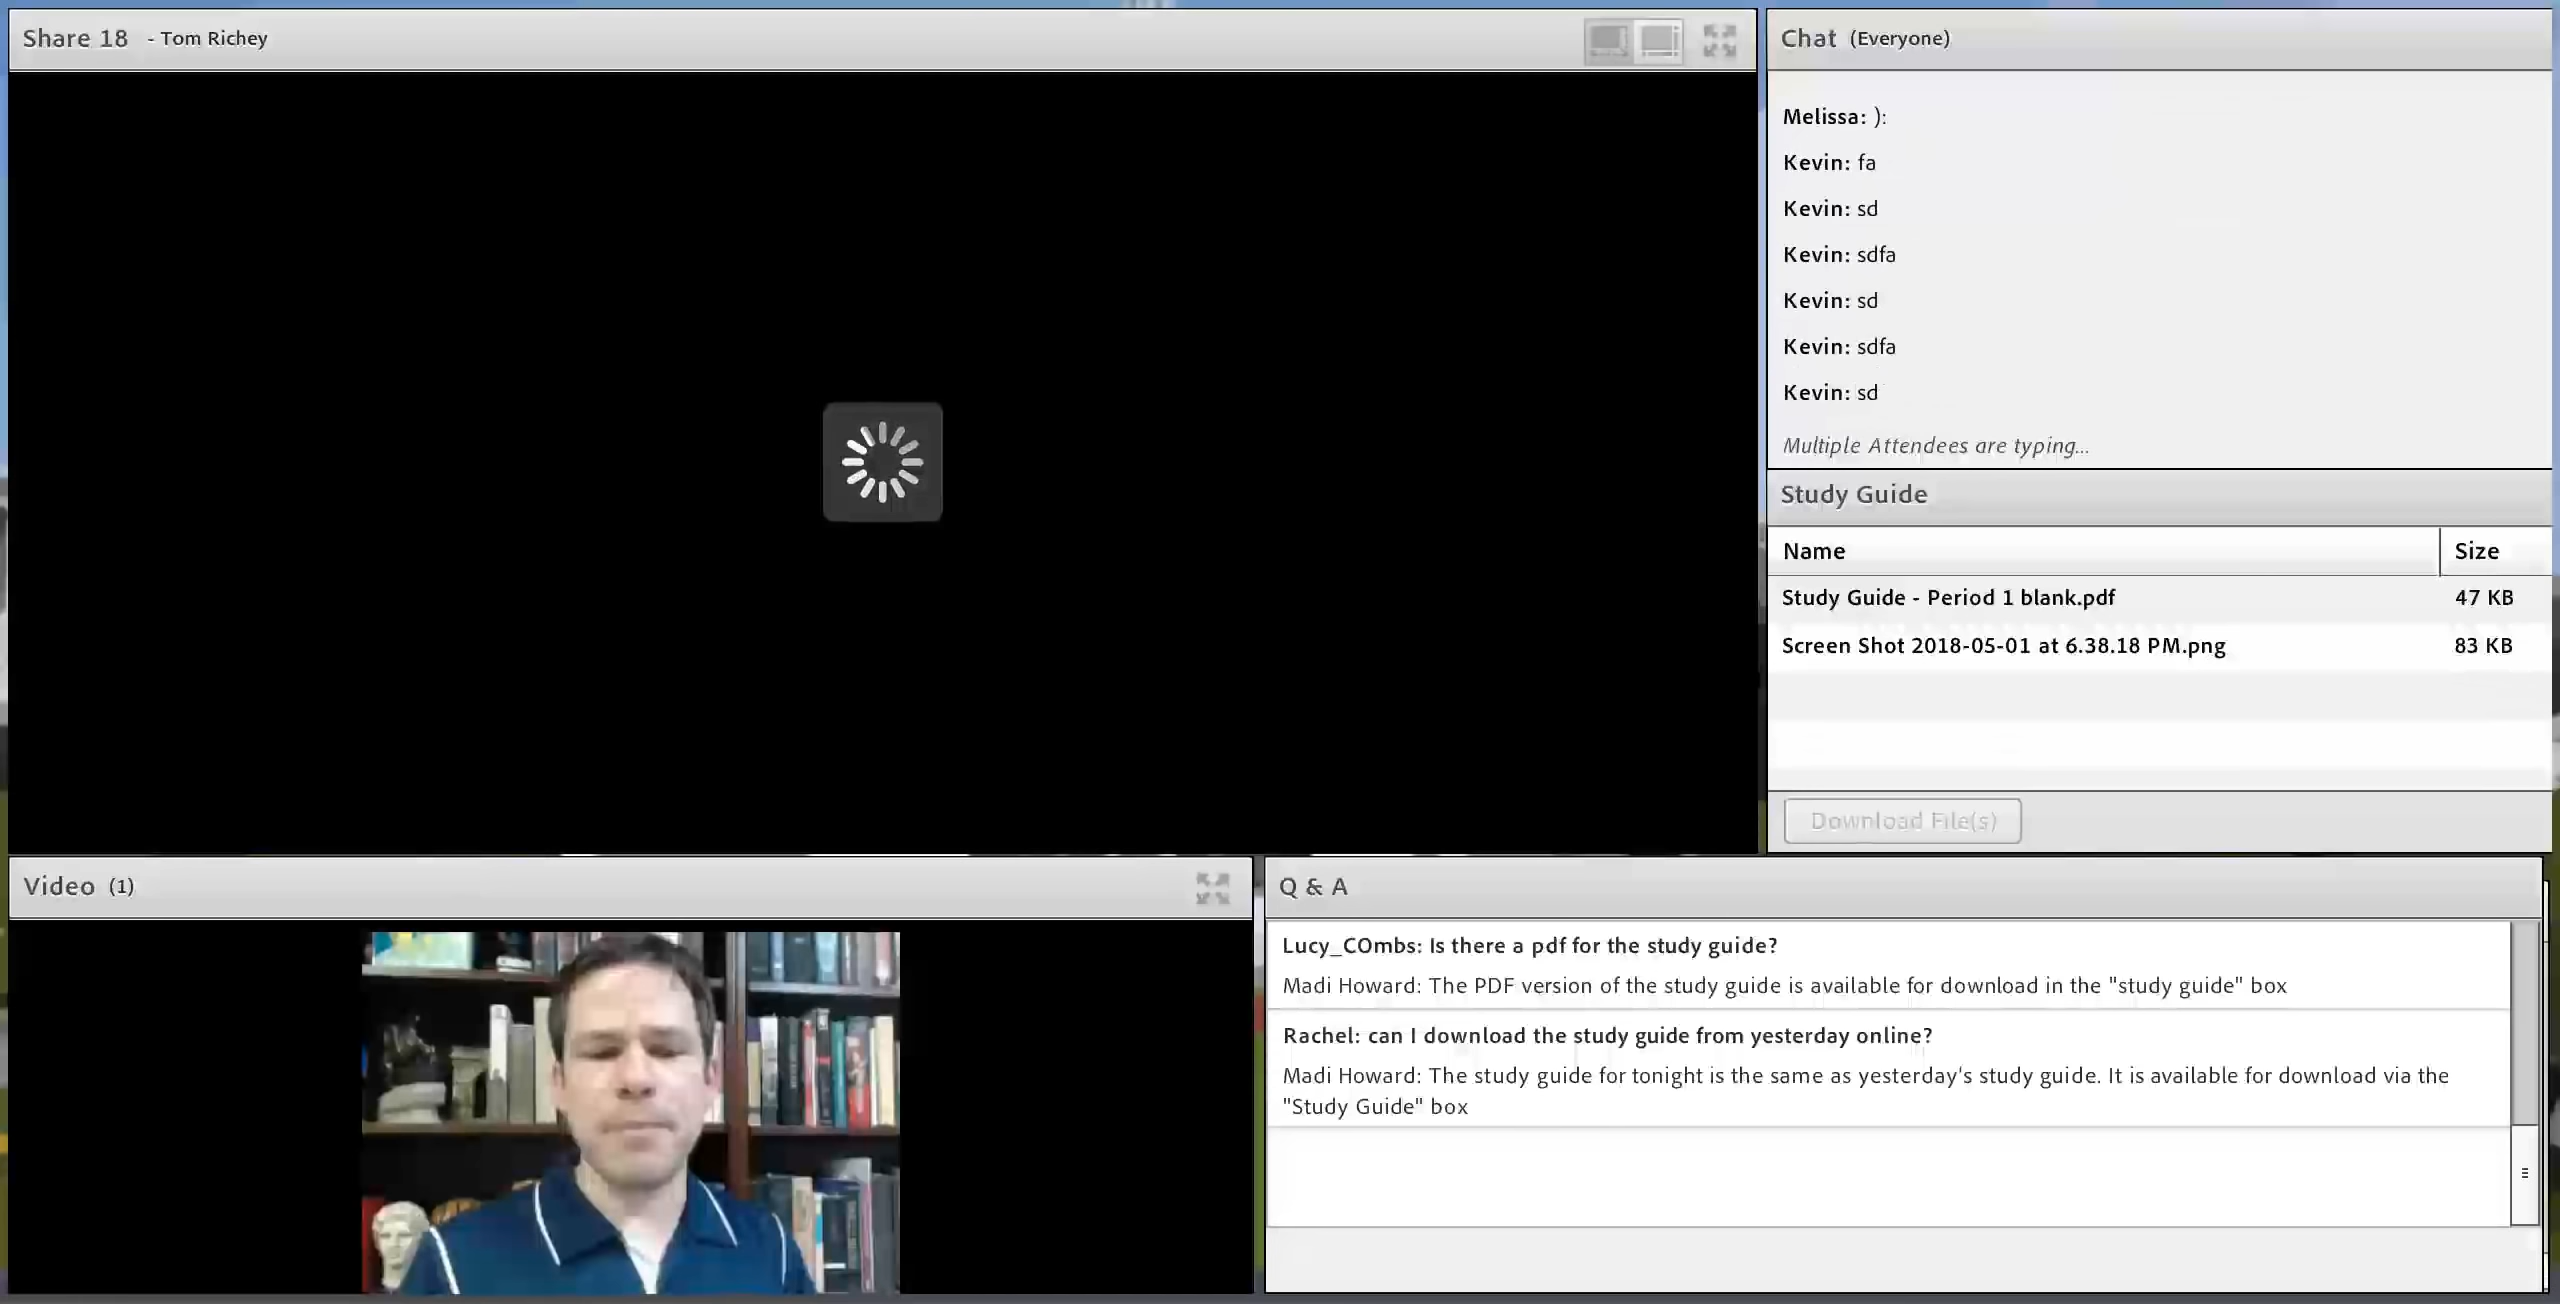 Share 18 - Tom Richey
Chat (Everyone)
Melissa: ):
Kevin: fa
Kevin: sd
Kevin: sdfa
Kevin: sd
Kevin: sdfa
Kevin: sd
Multiple Attendees are typing...
Study Guide
Name Size
Study Guide - Period 1 blank.pdf 47 KB
Screen Shot 2018-05-01 at 6.38.18 PM.png 83 KB
Download File(s)
Video (1)
Q & A
Lucy_COmbs: Is there a pdf for the study guide?
Madi Howard: The PDF version of the study guide is available for download in the "study guide" box
Rachel: can I download the study guide from yesterday online?
Madi Howard: The study guide for tonight is the same as yesterday's study guide. It is available for download via the
"Study Guide" box